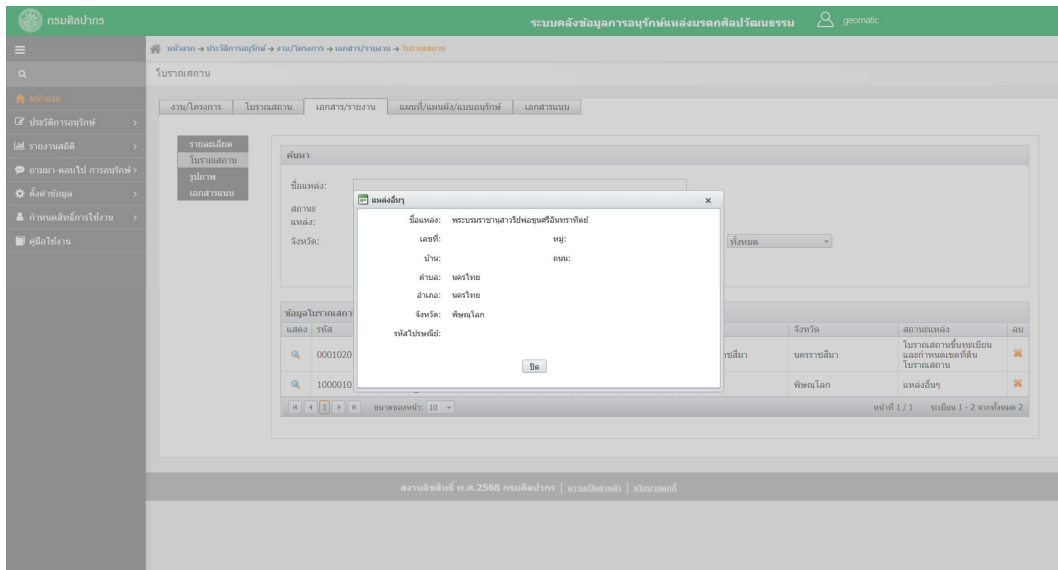 กรมศิลปากร
ระบบคลังข้อมูลการอนุรักษ์แหล่งมรดกศิลปวัฒนธรรม
geomatic
หน้าแรก → ประวัติการอนุรักษ์ → งาน/โครงการ → เอกสาร/รายงาน → โบราณสถาน
โบราณสถาน
หน้าแรก
ประวัติการอนุรักษ์
รายงานสถิติ
ถามมา-ตอบไป การอนุรักษ์
ตั้งค่าข้อมูล
กำหนดสิทธิ์การใช้งาน
คู่มือใช้งาน
งาน/โครงการ
โบราณสถาน
เอกสาร/รายงาน
แผนที่/แผนผัง/แบบอนุรักษ์
เอกสารแนบ
รายละเอียด
โบราณสถาน
รูปภาพ
เอกสารแนบ
ค้นหา
ชื่อแหล่ง:
สถานะ
แหล่ง:
จังหวัด:
ทั้งหมด
แหล่งอื่นๆ
x
ชื่อแหล่ง: พระบรมราชานุสาวรีย์พ่อขุนศรีอินทราทิตย์
เลขที่: หมู่:
บ้าน: ถนน:
ตำบล: นครไทย
อำเภอ: นครไทย
จังหวัด: พิษณุโลก
รหัสไปรษณีย์:
ปิด
ข้อมูลโบราณสถา
แสดง รหัส จังหวัด สถานะแหล่ง ลบ
0001020 าชสีมา นครราชสีมา โบราณสถานขึ้นทะเบียน
และกำหนดเขตที่ดิน
โบราณสถาน
1000010 พิษณุโลก แหล่งอื่นๆ
1 ขนาดของหน้า: 10 หน้าที่ 1 / 1 ระเบียน 1 - 2 จากทั้งหมด 2
สงวนลิขสิทธิ์ พ.ศ.2568 กรมศิลปากร | ความเป็นส่วนตัว | นโยบายคุกกี้